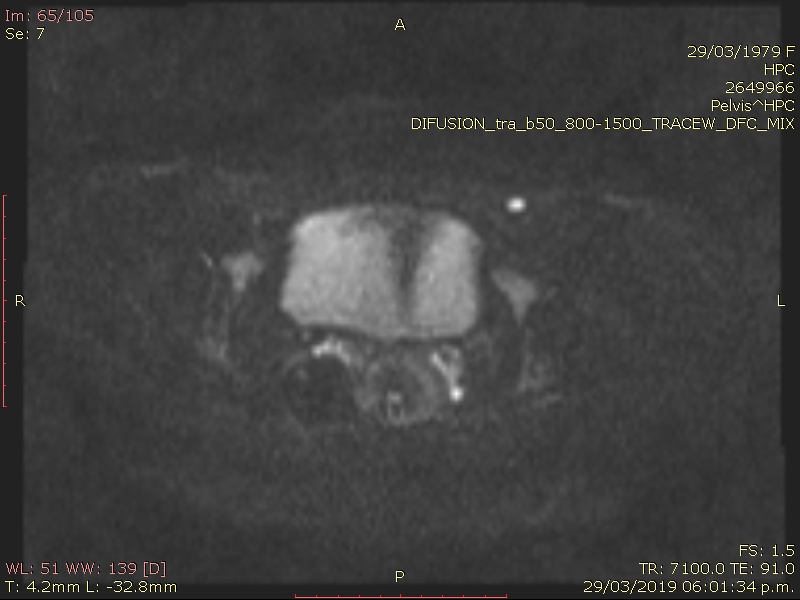 Im: 65/105
Se: 7
A
29/03/1979 F
HPC
2649966
Pelvis^HPC
DIFUSION_tra_b50_800-1500_TRACEW_DFC_MIX
R
L
WL: 51 WW: 139 [D]
T: 4.2mm L: -32.8mm
P
FS: 1.5
TR: 7100.0 TE: 91.0
29/03/2019 06:01:34 p.m.